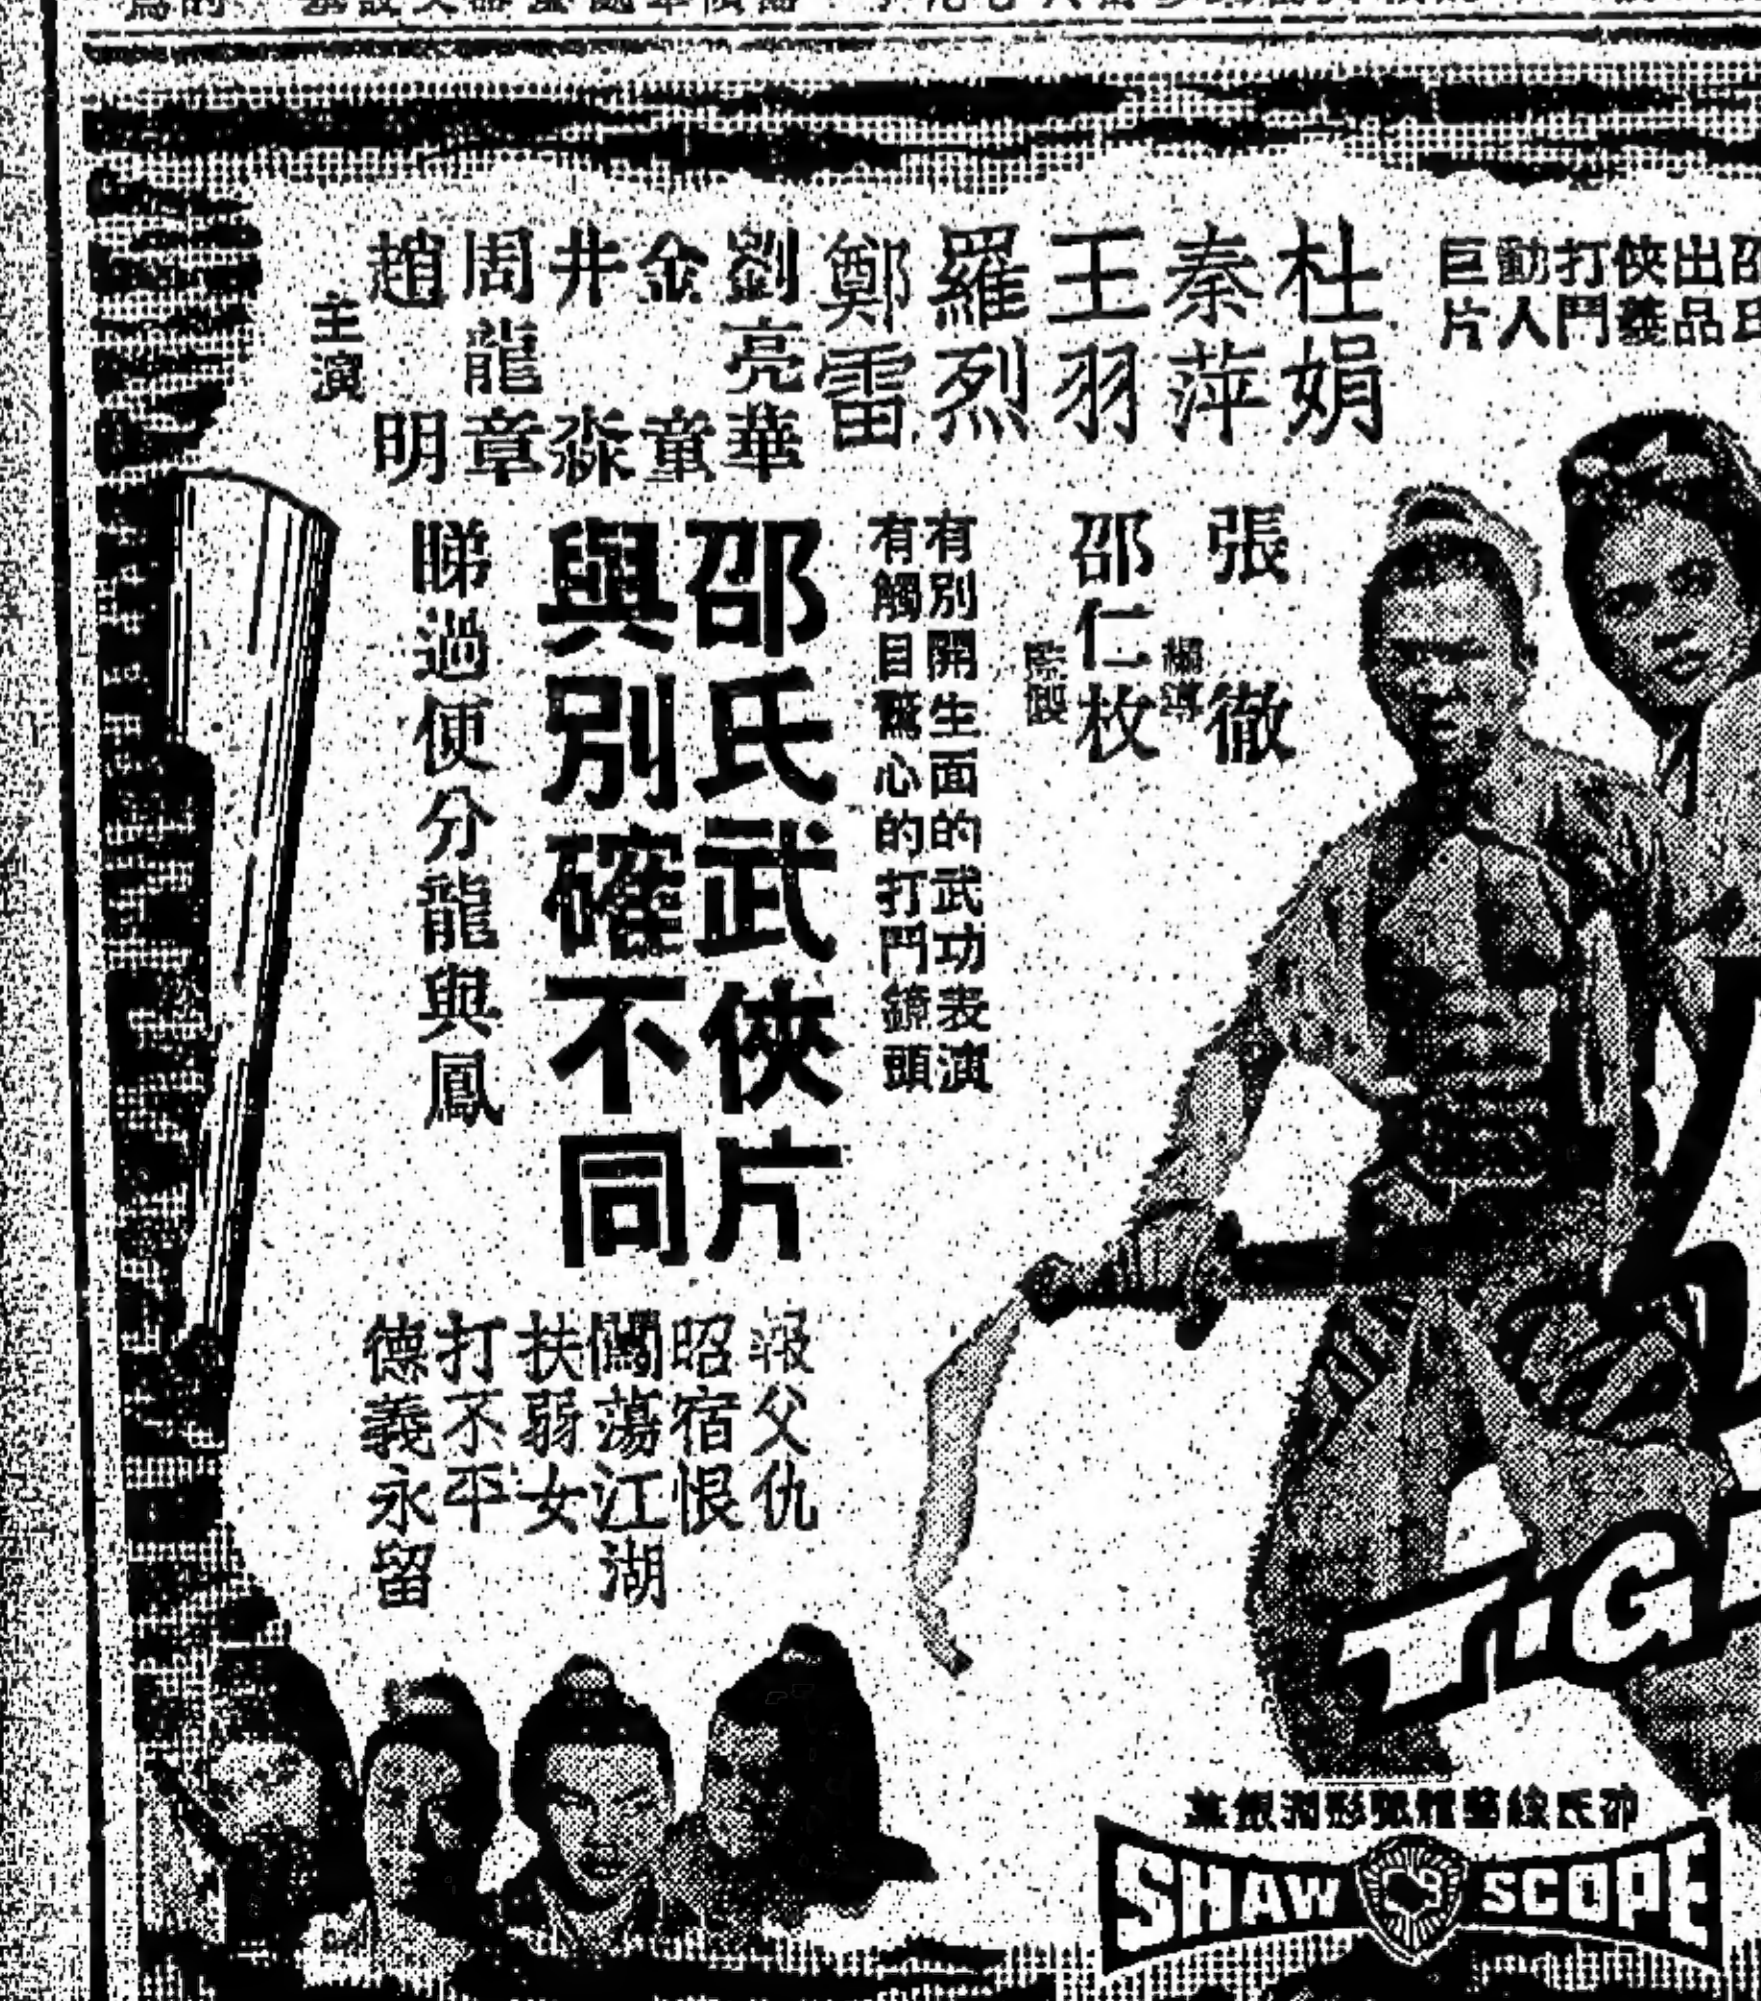 出品
俠義
打鬥
動人
巨片
杜娟
秦萍
王羽
羅烈
鄭雷
劉亮華
金童
井淼
周龍章
趙明
主演
張徹
編導
邵仁枚
監製
有別開生面的武功表演
有觸目驚心的打鬥鏡頭
邵氏武俠片
與別確不同
睇過便分龍與鳳
報父仇
昭宿恨
闖蕩江湖
扶弱女
打不平
德義永留
TIG
SHAW SCOPE